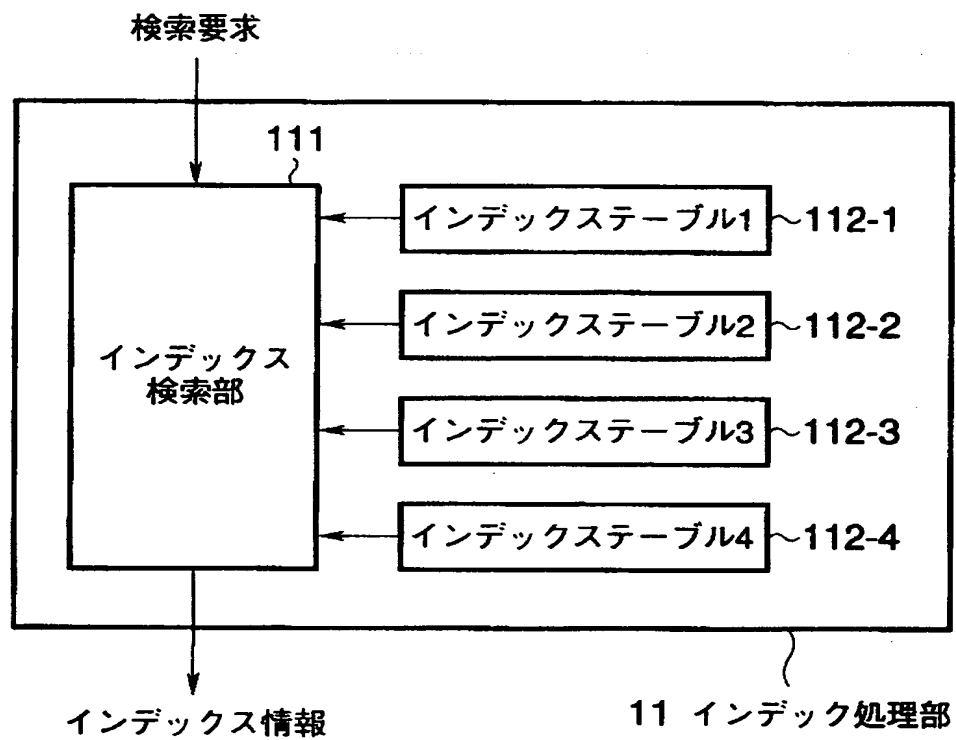 検索要求
111
インデックス
検索部
インデックステーブル1 112-1
インデックステーブル2 112-2
インデックステーブル3 112-3
インデックステーブル4 112-4
インデックス情報
11 インデック処理部